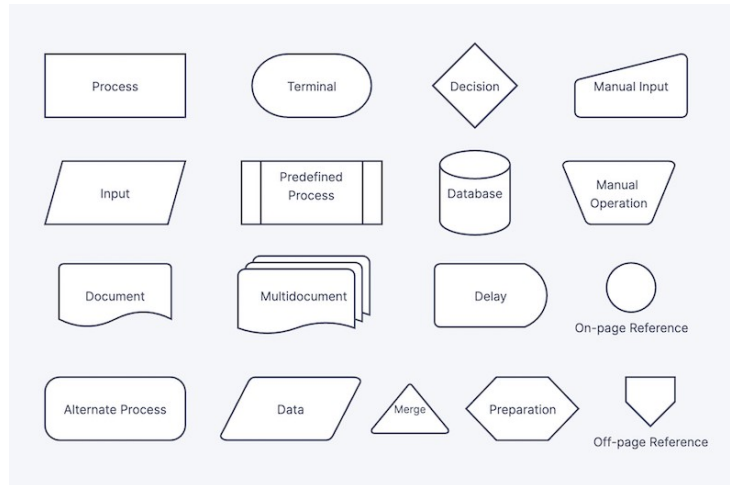 Process
Terminal
Decision
Manual Input
Input
Predefined
Process
Database
Manual
Operation
Document
Multidocument
Delay
On-page Reference
Alternate Process
Data
Merge
Preparation
Off-page Reference